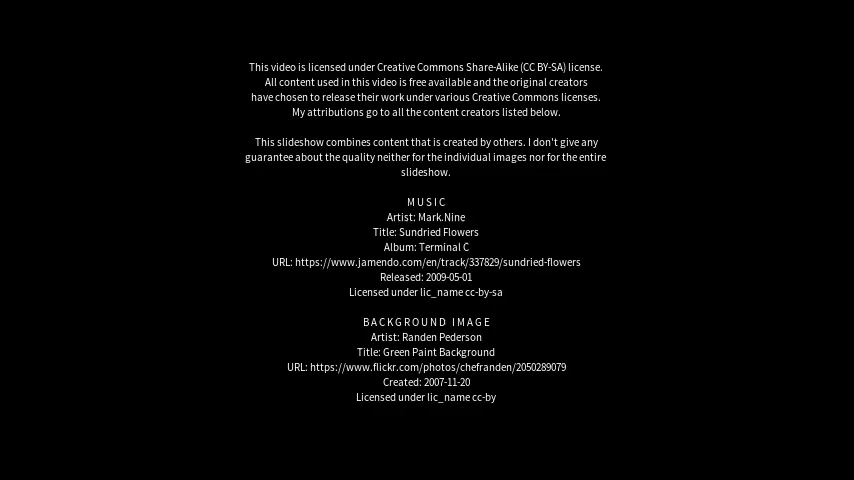 This video is licensed under Creative Commons Share-Alike (CC BY-SA) license.
All content used in this video is free available and the original creators
have chosen to release their work under various Creative Commons licenses.
My attributions go to all the content creators listed below.
This slideshow combines content that is created by others. I don't give any
guarantee about the quality neither for the individual images nor for the entire
slideshow.
MUSIC
Artist: Mark.Nine
Title: Sundried Flowers
Album: Terminal C
URL: https://www.jamendo.com/en/track/337829/sundried-flowers
Released: 2009-05-01
Licensed under lic_name cc-by-sa
BACKGROUND IMAGE
Artist: Randen Pederson
Title: Green Paint Background
URL: https://www.flickr.com/photos/chefranden/2050289079
Created: 2007-11-20
Licensed under lic_name cc-by